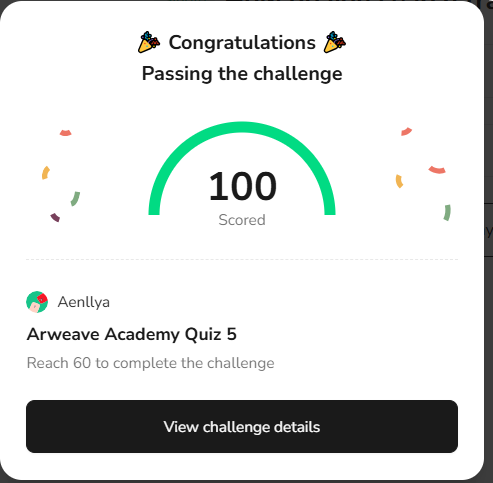 🎉 Congratulations 🎉
Passing the challenge
100
Scored
Aenllya
Arweave Academy Quiz 5
Reach 60 to complete the challenge
View challenge details